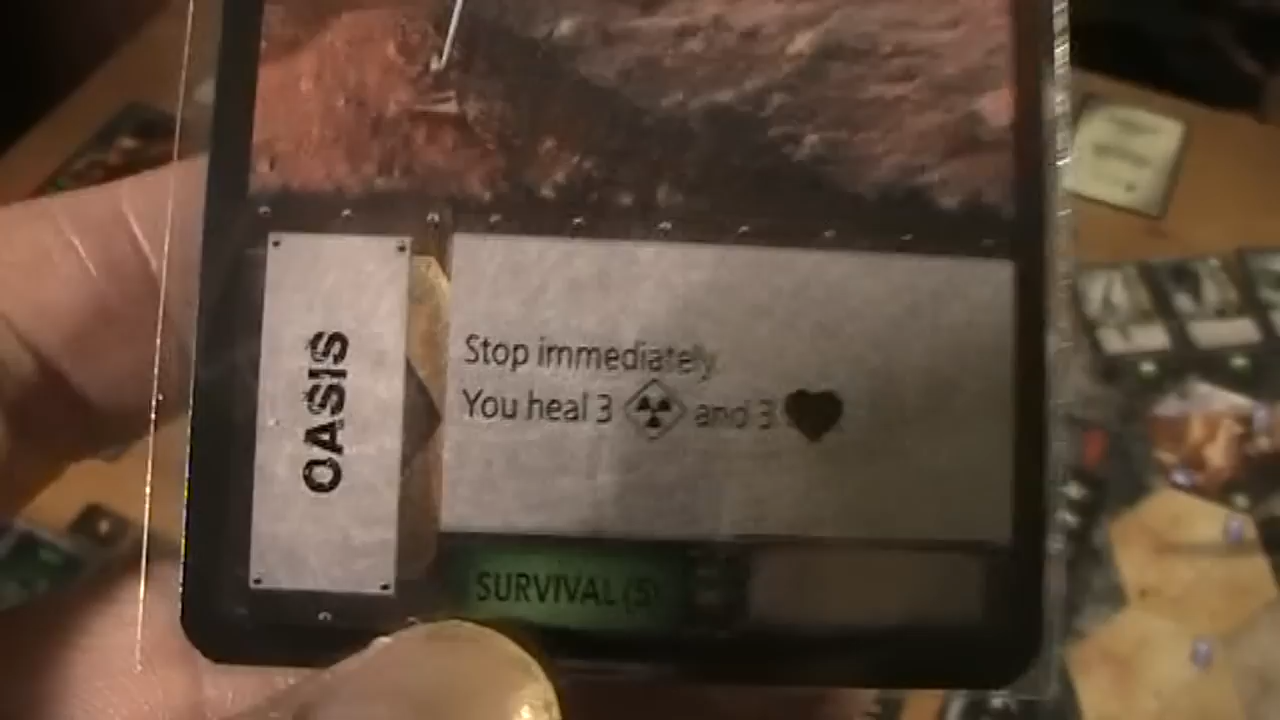 OASIS
Stop immediately.
You heal 3 and 3
SURVIVAL (5)